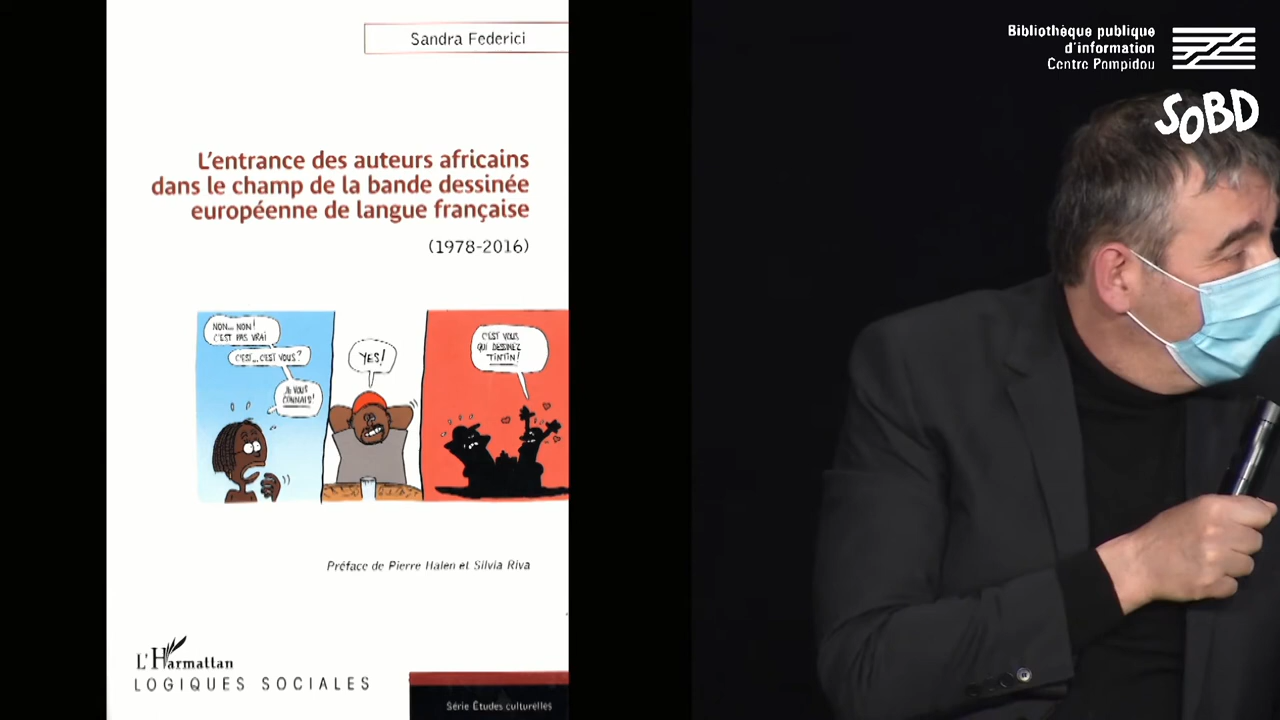 Sandra Federici
L'entrance des auteurs africains
dans le champ de la bande dessinée
européenne de langue française
(1978-2016)
NON... NON!
C'EST PAS VRAI
C'EST...C'EST VOUS?
JE VOUS
CONNAIS!
YES!
C'EST VOUS
QUI DESSINEZ
TINTIN!
Préface de Pierre Halen et Silvia Riva
L'Harmattan
LOGIQUES SOCIALES
Série Études culturelles
Bibliothèque publique
d'information
Centre Pompidou
SOBD